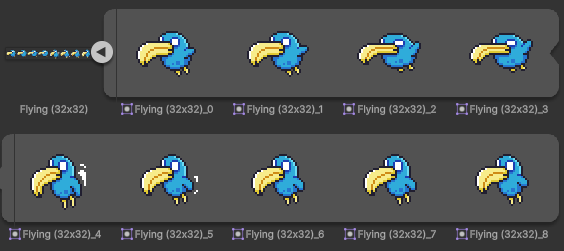 Flying (32x32)
Flying (32x32)_0
Flying (32x32)_1
Flying (32x32)_2
Flying (32x32)_3
Flying (32x32)_4
Flying (32x32)_5
Flying (32x32)_6
Flying (32x32)_7
Flying (32x32)_8